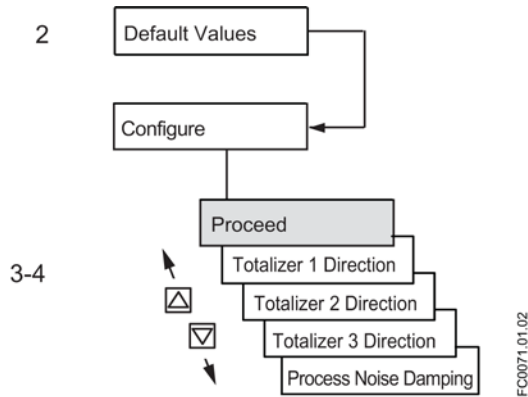 2
Default Values
Configure
Proceed
3-4
Totalizer 1 Direction
Totalizer 2 Direction
Totalizer 3 Direction
Process Noise Damping
FC0071.01.02